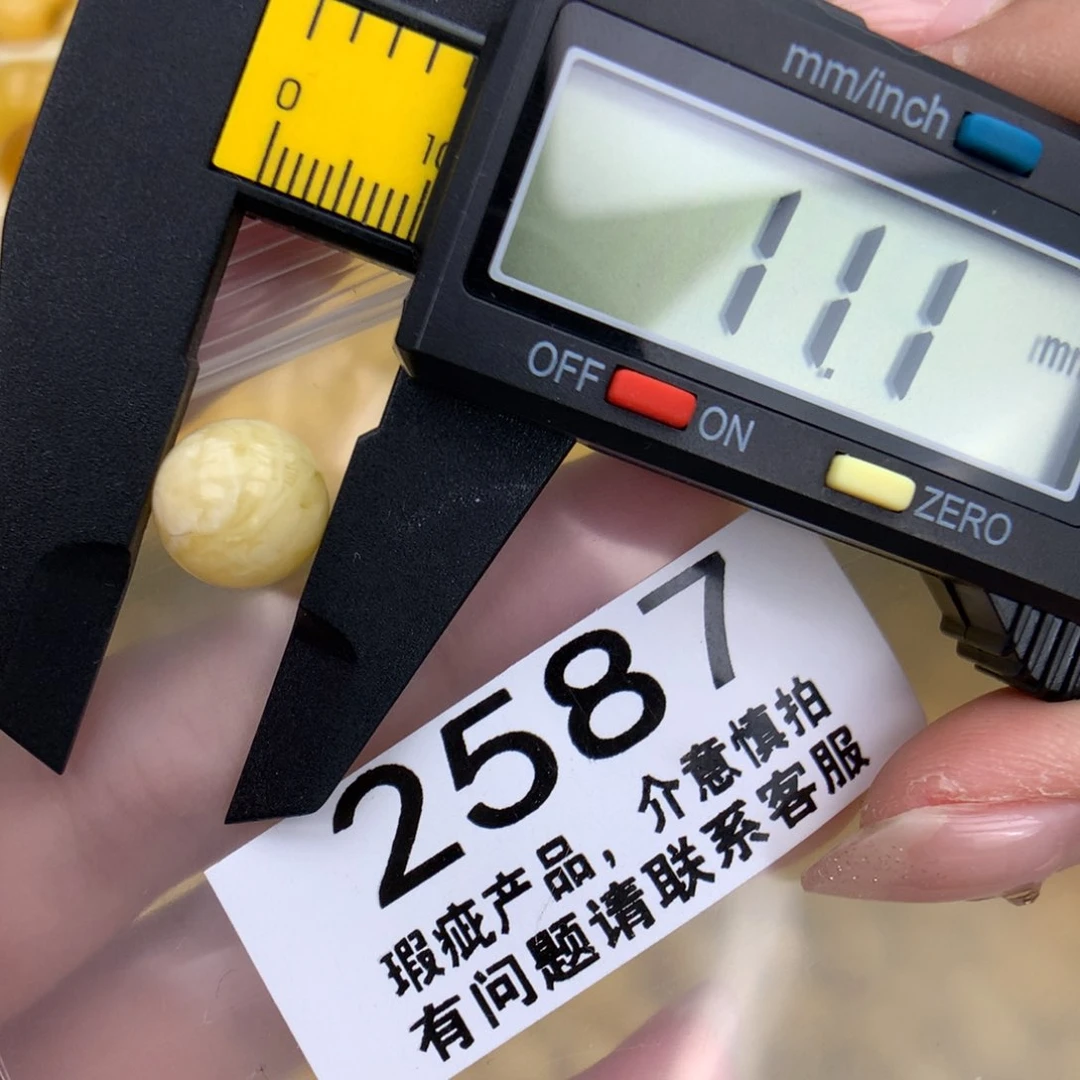 0
10
mm/inch
11.1
mm
OFF
ON
ZERO
2587
瑕疵产品，介意慎拍
有问题请联系客服